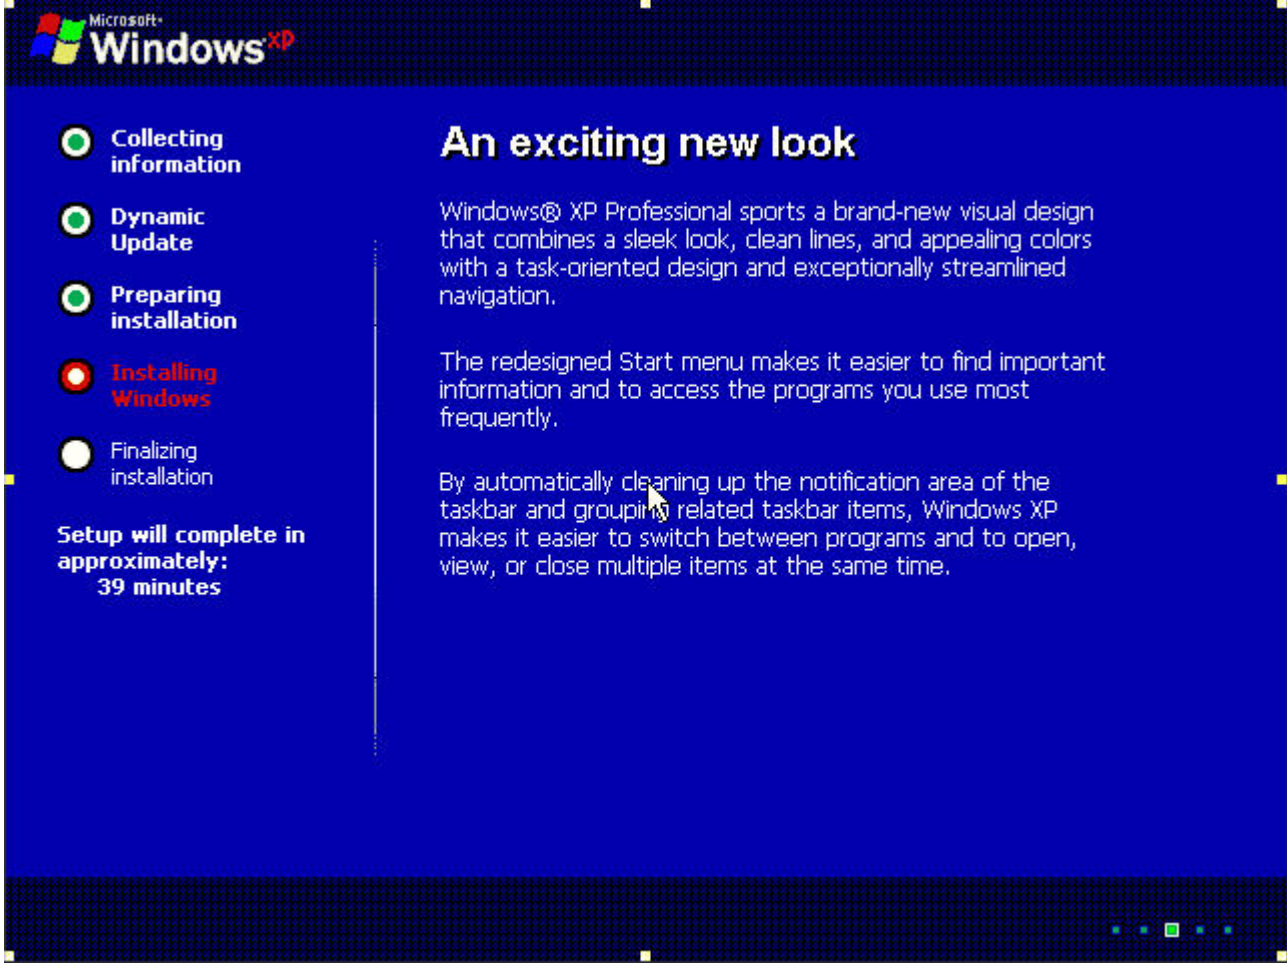 Microsoft
Windows xp
Collecting
information
Dynamic
Update
Preparing
installation
Installing
Windows
Finalizing
installation
Setup will complete in
approximately:
39 minutes
An exciting new look
Windows® XP Professional sports a brand-new visual design
that combines a sleek look, clean lines, and appealing colors
with a task-oriented design and exceptionally streamlined
navigation.
The redesigned Start menu makes it easier to find important
information and to access the programs you use most
frequently.
By automatically cleaning up the notification area of the
taskbar and grouping related taskbar items, Windows XP
makes it easier to switch between programs and to open,
view, or close multiple items at the same time.